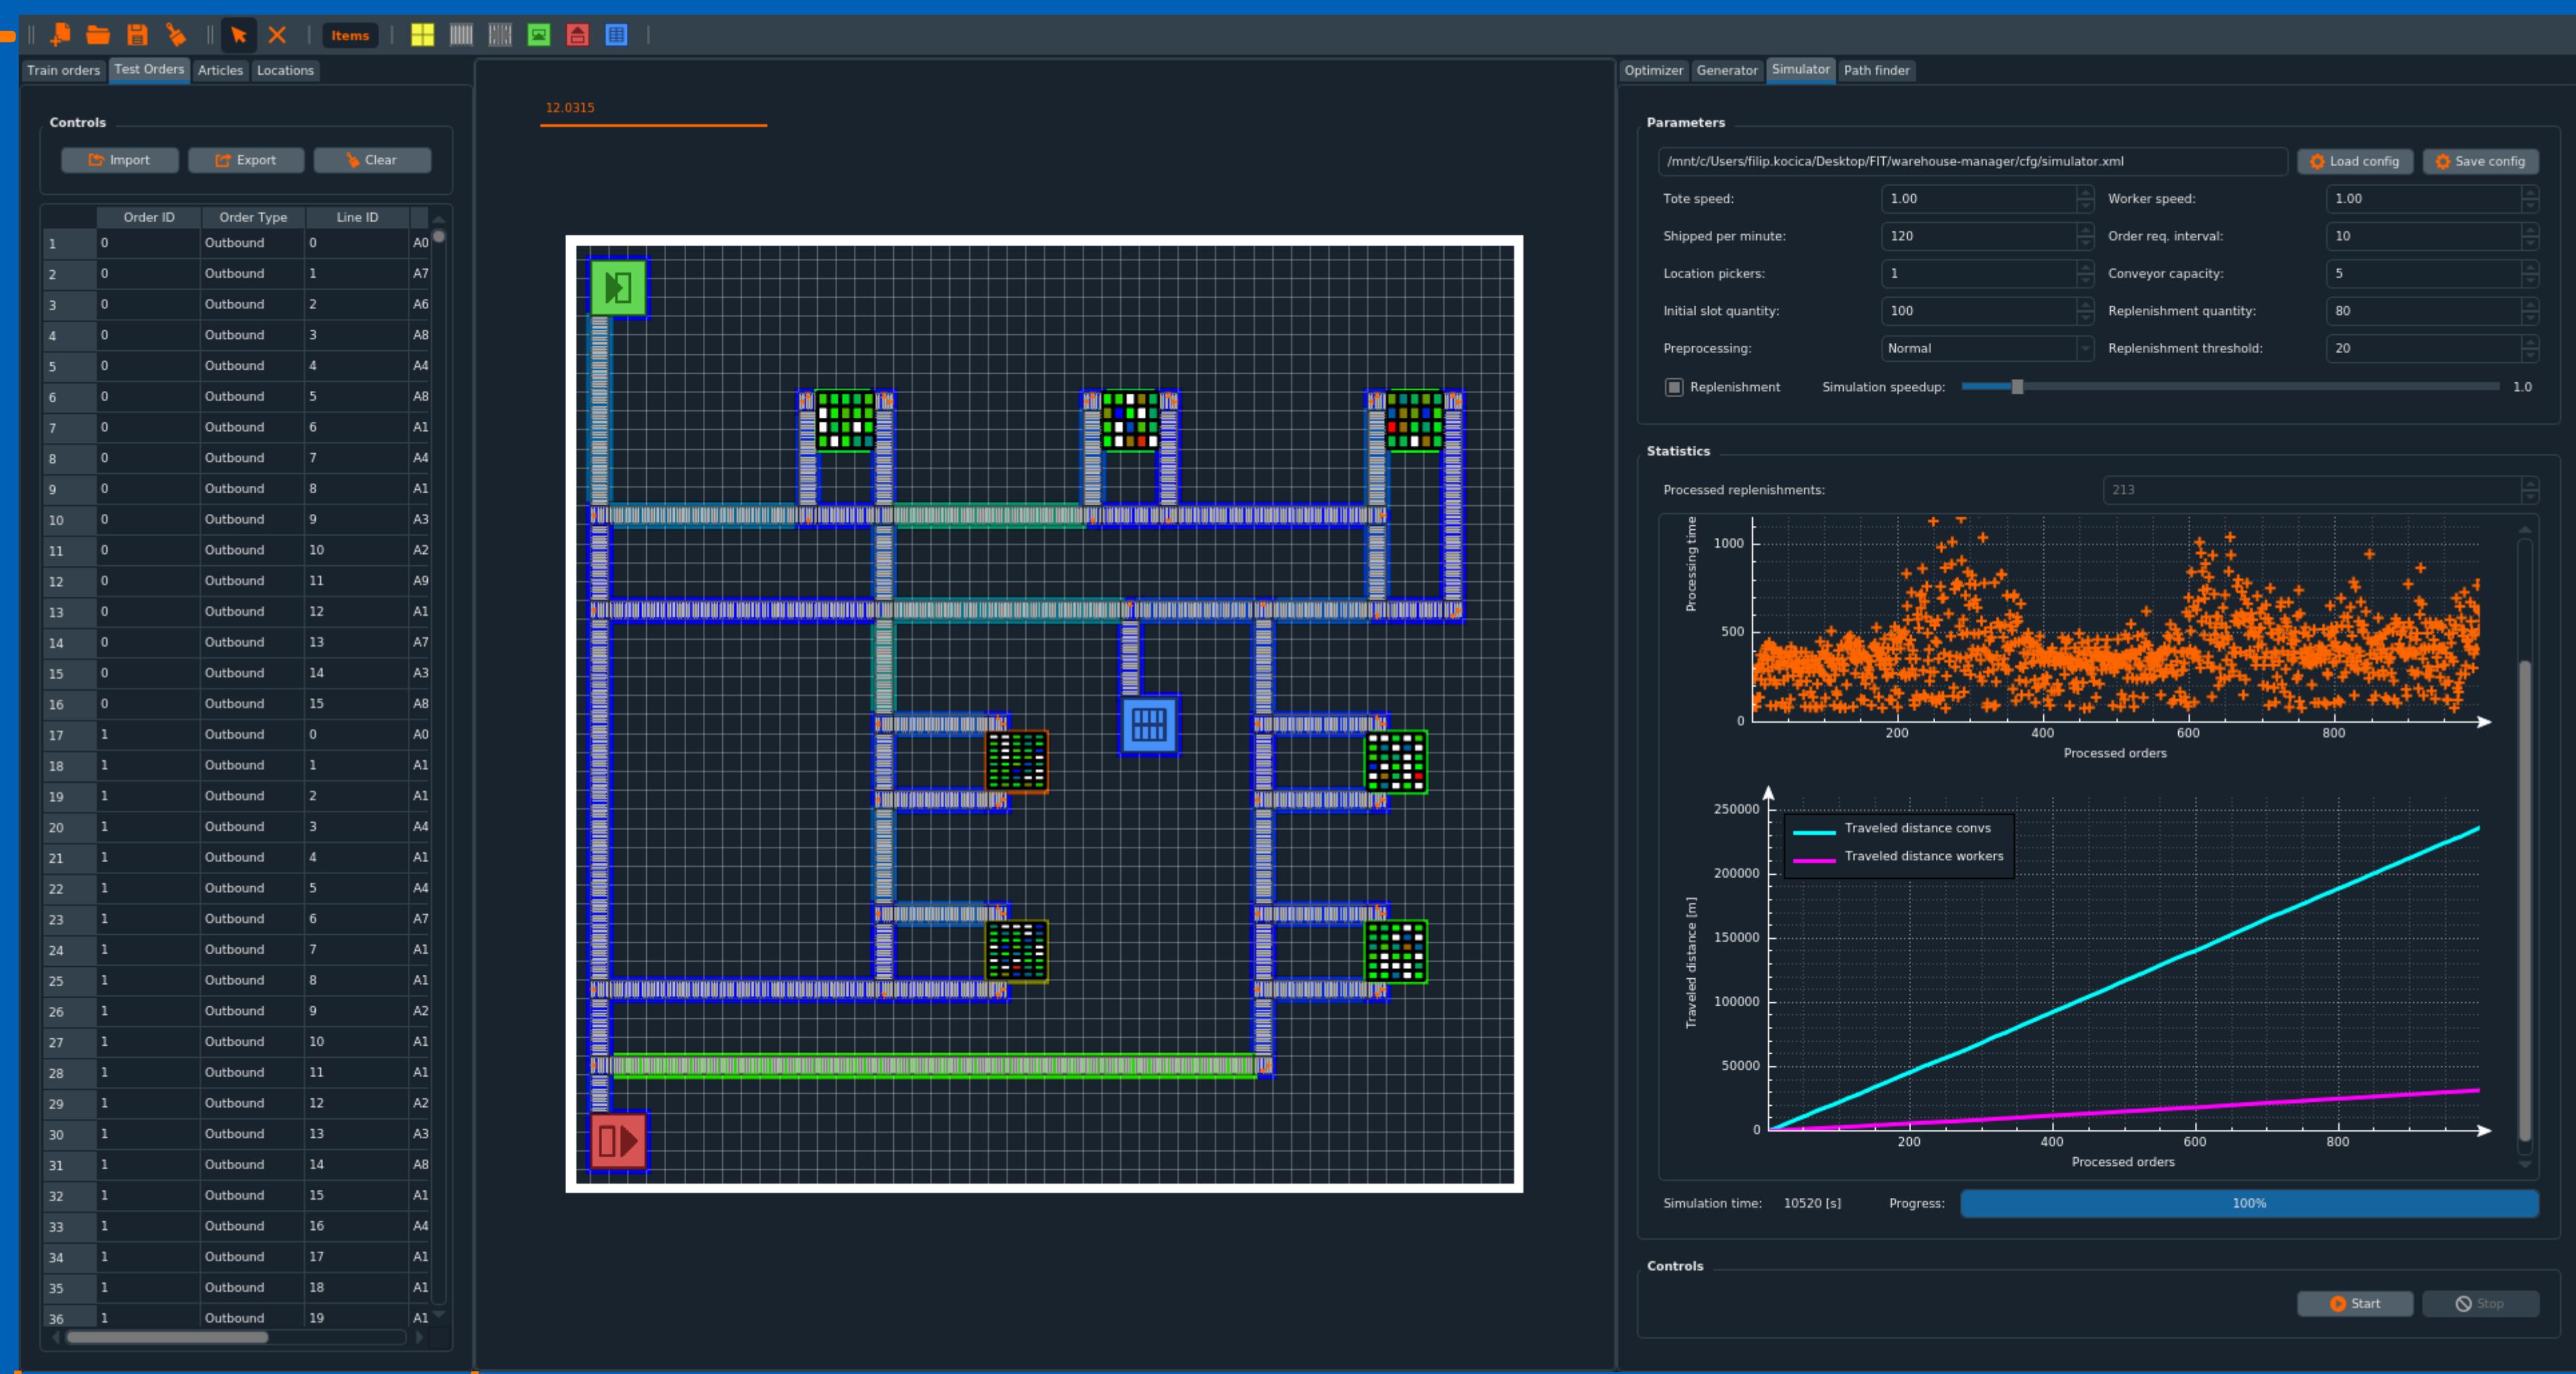 Items
Train orders Test Orders Articles Locations
Controls
Import Export Clear
Order ID Order Type Line ID
1 0 Outbound 0 A0
2 0 Outbound 1 A7
3 0 Outbound 2 A6
4 0 Outbound 3 A8
5 0 Outbound 4 A4
6 0 Outbound 5 A8
7 0 Outbound 6 A1
8 0 Outbound 7 A4
9 0 Outbound 8 A1
10 0 Outbound 9 A3
11 0 Outbound 10 A2
12 0 Outbound 11 A9
13 0 Outbound 12 A1
14 0 Outbound 13 A7
15 0 Outbound 14 A3
16 0 Outbound 15 A8
17 1 Outbound 0 A0
18 1 Outbound 1 A1
19 1 Outbound 2 A1
20 1 Outbound 3 A4
21 1 Outbound 4 A1
22 1 Outbound 5 A4
23 1 Outbound 6 A7
24 1 Outbound 7 A1
25 1 Outbound 8 A1
26 1 Outbound 9 A2
27 1 Outbound 10 A1
28 1 Outbound 11 A1
29 1 Outbound 12 A2
30 1 Outbound 13 A3
31 1 Outbound 14 A8
32 1 Outbound 15 A1
33 1 Outbound 16 A4
34 1 Outbound 17 A1
35 1 Outbound 18 A1
36 1 Outbound 19 A1
12.0315
Optimizer Generator Simulator Path finder
Parameters
/mnt/c/Users/filip.kocica/Desktop/FIT/warehouse-manager/cfg/simulator.xml Load config Save config
Tote speed: 1.00 Worker speed: 1.00
Shipped per minute: 120 Order req. interval: 10
Location pickers: 1 Conveyor capacity: 5
Initial slot quantity: 100 Replenishment quantity: 80
Preprocessing: Normal Replenishment threshold: 20
Replenishment Simulation speedup: 1.0
Statistics
Processed replenishments: 213
Processing time
1000
500
0
200 400 600 800
Processed orders
Traveled distance [m]
250000
200000
150000
100000
50000
0
Traveled distance convs
Traveled distance workers
200 400 600 800
Processed orders
Simulation time: 10520 [s] Progress: 100%
Controls
Start Stop